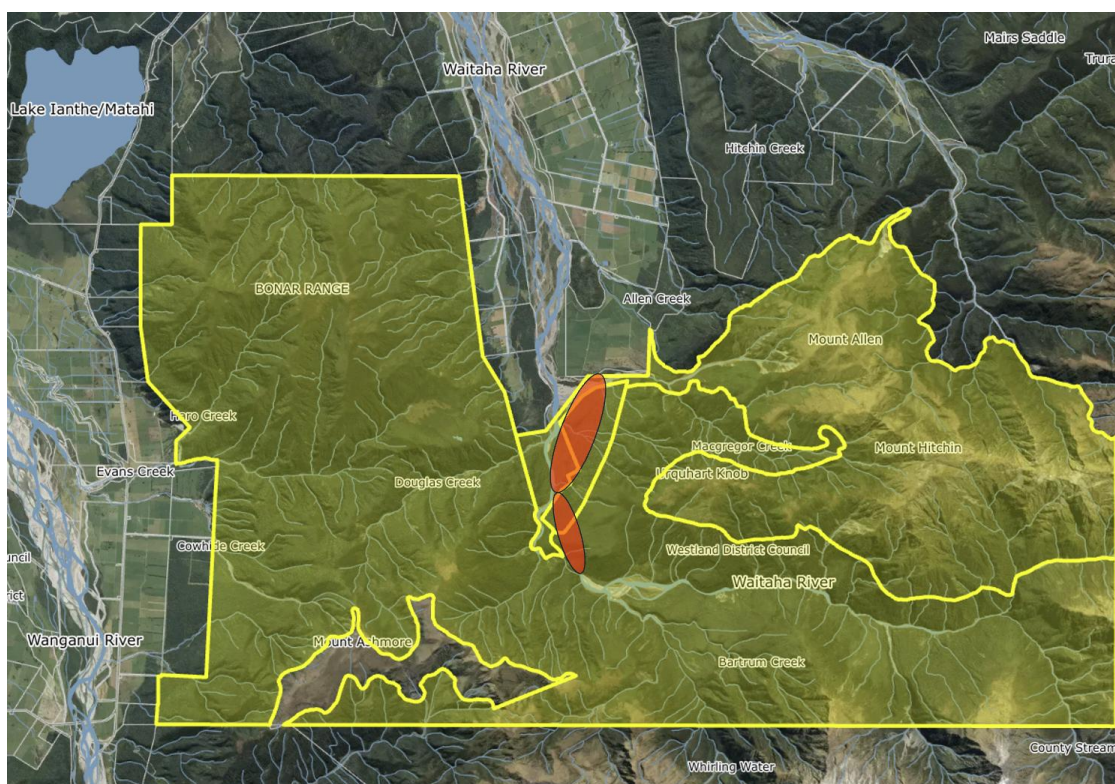 Mairs Saddle
Waitaha River
Lake Ianthe/Matahi
Hitchin Creek
BONAR RANGE
Allen Creek
Mount Allen
Haro Creek
Macgregor Creek
Mount Hitchin
Evans Creek
Urquhart Knob
Douglas Creek
Cowhide Creek
Westland District Council
uncil
Waitaha River
rict
Wanganui River
Mount Ashmore
Bartrum Creek
County Stream
Whirling Water